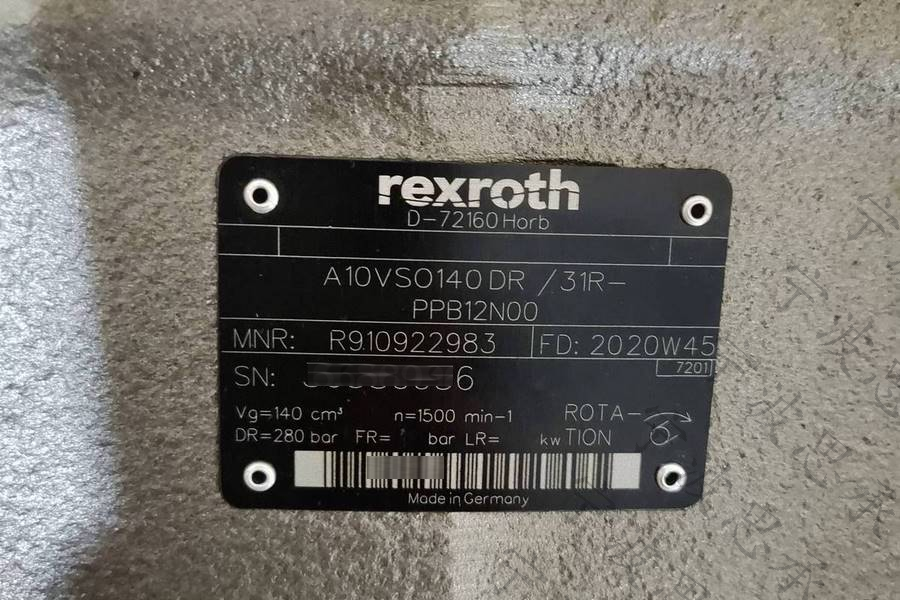 rexroth
D-72160 Horb
A10VSO140 DR /31R-
PPB12N00
MNR: R910922983 FD: 2020W45
7201
SN:
Vg=140 cm³ n=1500 min-1 ROTA-
DR=280 bar FR= bar LR= kw TION
Made in Germany